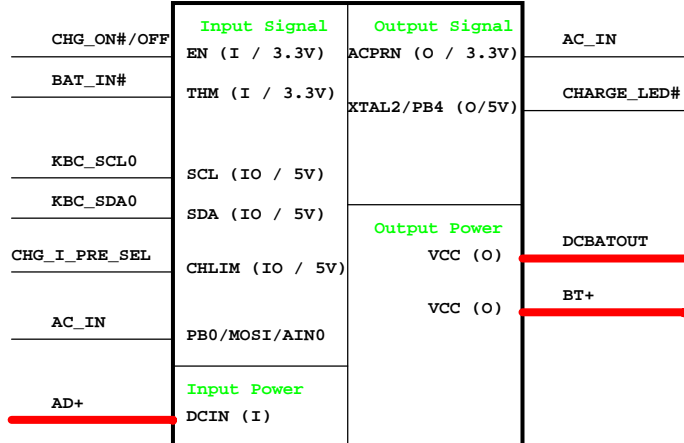 CHG_ON#/OFF
BAT_IN#
KBC_SCL0
KBC_SDA0
CHG_I_PRE_SEL
AC_IN
AD+
Input Signal
EN (I / 3.3V)
THM (I / 3.3V)
SCL (IO / 5V)
SDA (IO / 5V)
CHLIM (IO / 5V)
PB0/MOSI/AIN0
Input Power
DCIN (I)
Output Signal
ACPRN (O / 3.3V)
XTAL2/PB4 (O/5V)
Output Power
VCC (O)
VCC (O)
AC_IN
CHARGE_LED#
DCBATOUT
BT+